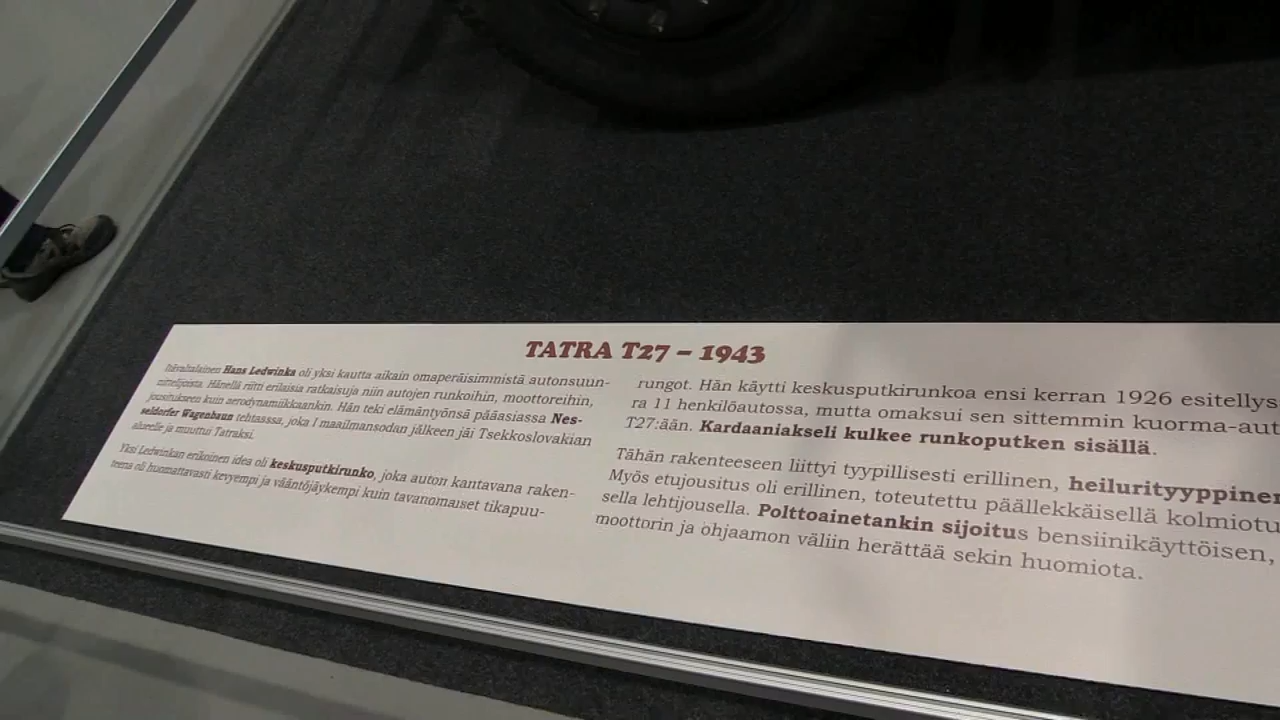 TATRA T27 – 1943
Itävaltalainen Hans Ledwinka oli yksi kautta aikain omaperäisimmistä autonsuun-
nittelijoista. Hänellä riitti erilaisia ratkaisuja niin autojen runkoihin, moottoreihin,
jousitukseen kuin aerodynamiikkaankin. Hän teki elämäntyönsä pääasiassa Nes-
seldorfer Wagenbaun tehtaassa, joka I maailmansodan jälkeen jäi Tsekkoslovakian
alueelle ja muuttui Tatraksi.
Yksi Ledwinkan erikoinen idea oli keskusputkirunko, joka auton kantavana raken-
teena oli huomattavasti kevyempi ja vääntöjäykempi kuin tavanomaiset tikapuu-
rungot. Hän käytti keskusputkirunkoa ensi kerran 1926 esitellys
ra 11 henkilöautossa, mutta omaksui sen sittemmin kuorma-aut
T27:ään. Kardaaniakseli kulkee runkoputken sisällä.
Tähän rakenteeseen liittyi tyypillisesti erillinen, heilurityyppinen
Myös etujousitus oli erillinen, toteutettu päällekkäisellä kolmiotu
sella lehtijousella. Polttoainetankin sijoitus bensiinikäyttöisen,
moottorin ja ohjaamon väliin herättää sekin huomiota.